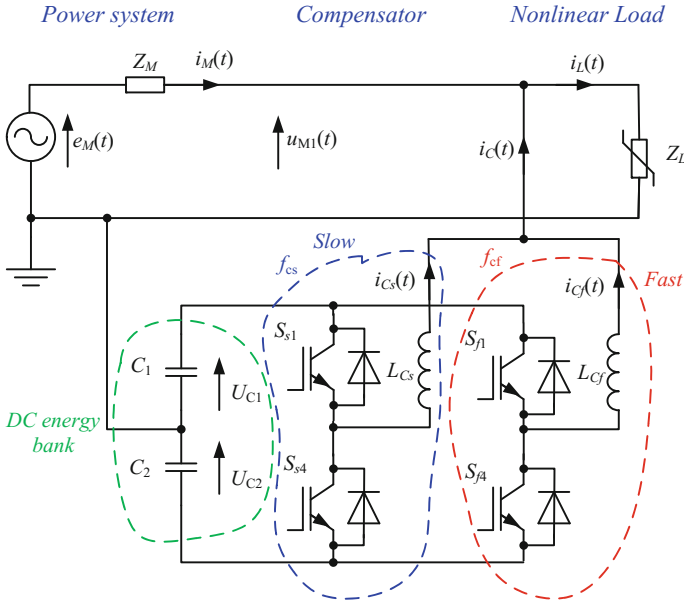 Power system
Compensator
Nonlinear Load
Z_M
i_M(t)
i_L(t)
e_M(t)
u_M1(t)
i_C(t)
Z_L
Slow
f_cs
f_cf
Fast
i_Cs(t)
i_Cf(t)
S_s1
S_f1
C_1
U_C1
L_Cs
L_Cf
DC energy
bank
C_2
U_C2
S_s4
S_f4